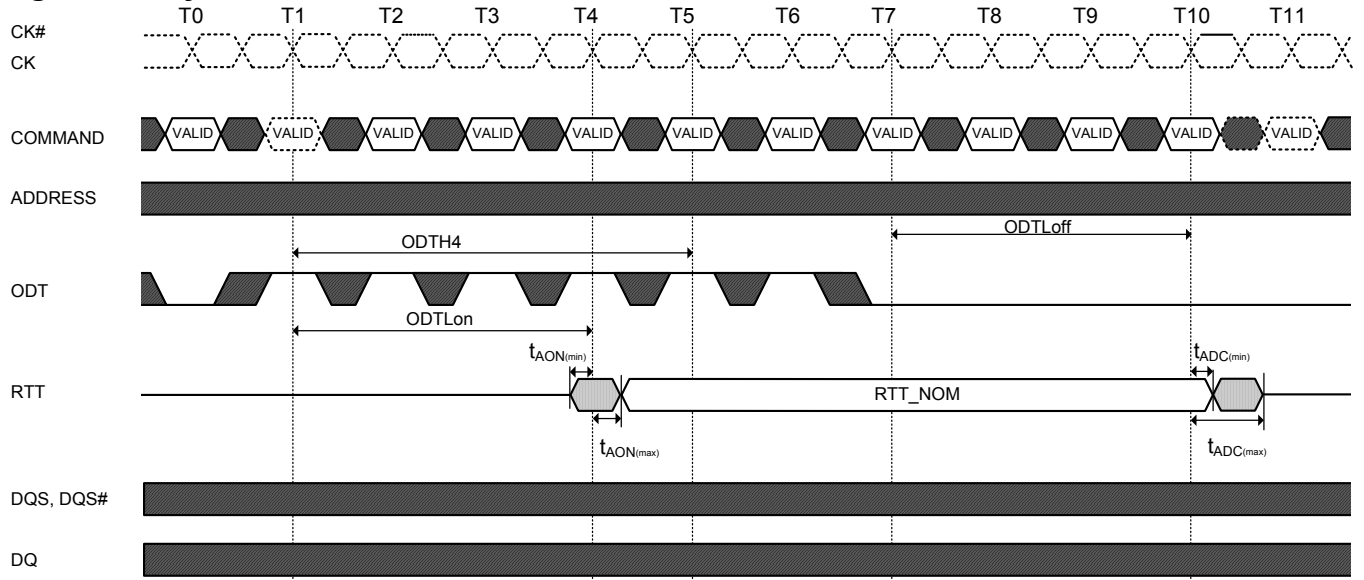 T0 T1 T2 T3 T4 T5 T6 T7 T8 T9 T10 T11
CK#
CK
COMMAND VALID VALID VALID VALID VALID VALID VALID VALID VALID VALID VALID VALID
ADDRESS
ODTLoff
ODTH4
ODT
ODTLon
tAON(min) tADC(min)
RTT RTT_NOM
tAON(max) tADC(max)
DQS, DQS#
DQ